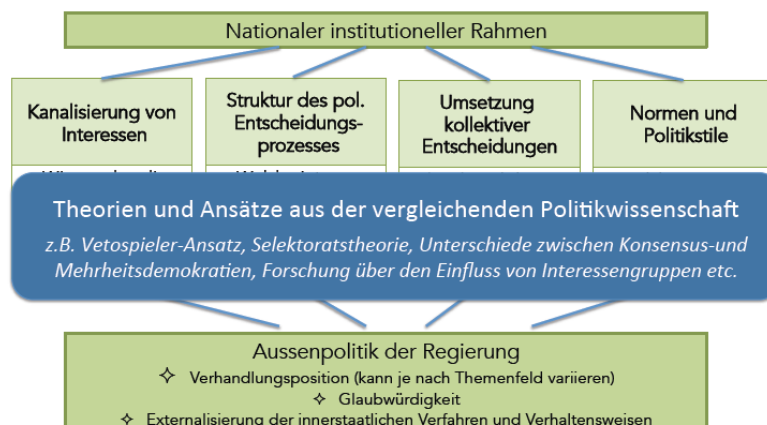 Nationaler institutioneller Rahmen
Kanalisierung von
Interessen
Struktur des pol.
Entscheidungs-
prozesses
Umsetzung
kollektiver
Entscheidungen
Normen und
Politikstile
Theorien und Ansätze aus der vergleichenden Politikwissenschaft
z.B. Vetospieler-Ansatz, Selektoratstheorie, Unterschiede zwischen Konsensus-und
Mehrheitsdemokratien, Forschung über den Einfluss von Interessengruppen etc.
Aussenpolitik der Regierung
✧ Verhandlungsposition (kann je nach Themenfeld variieren)
✧ Glaubwürdigkeit
✧ Externalisierung der innerstaatlichen Verfahren und Verhaltensweisen